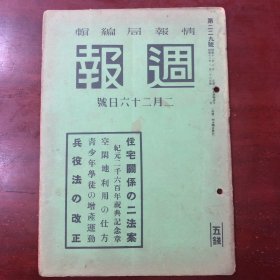 情報局編輯
週報
二月二十六日號
第二二九號
住宅關係の二法案
紀元二千六百年祝典記念章
空閑地利用の仕方
青少年學徒の增產運動
兵役法の改正
五錢